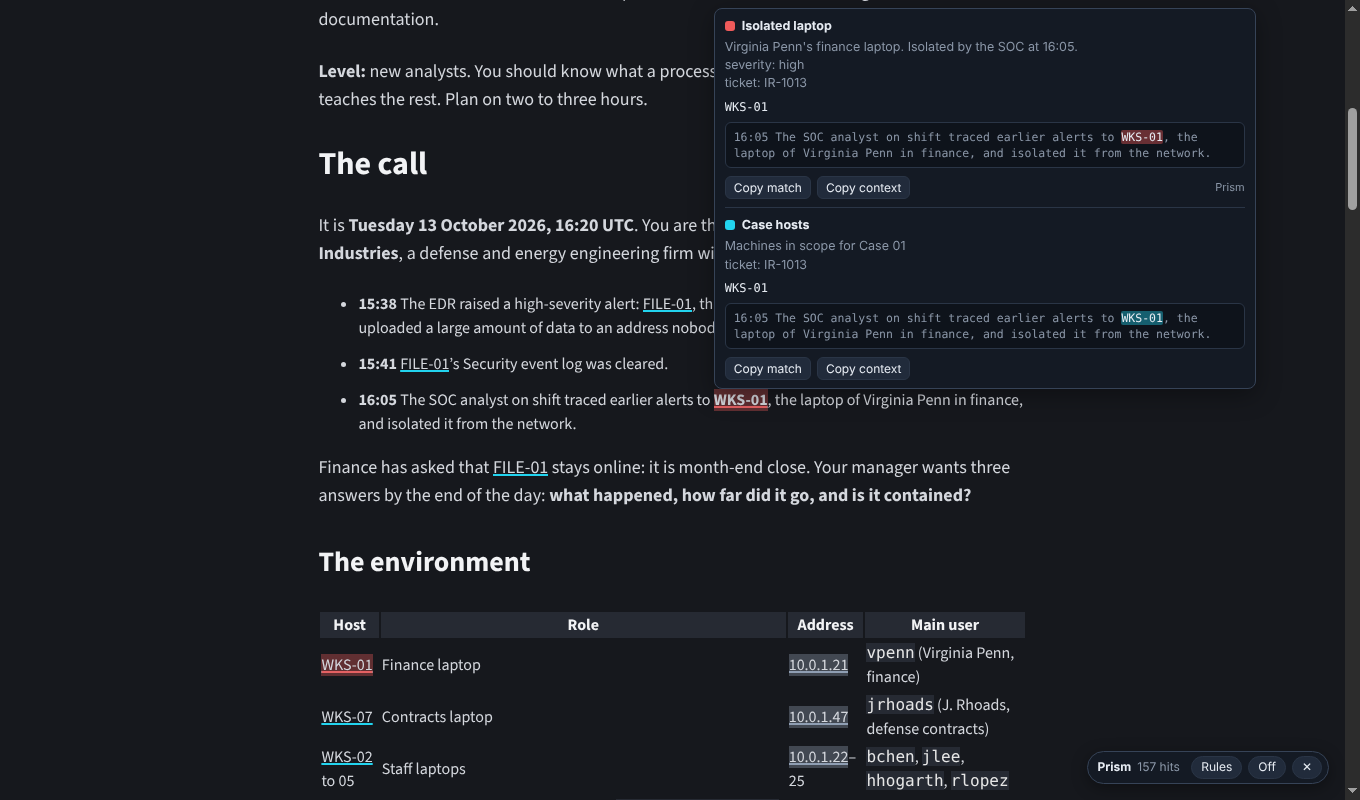 documentation.
Level: new analysts. You should know what a process
teaches the rest. Plan on two to three hours.
The call
It is Tuesday 13 October 2026, 16:20 UTC. You are th
Industries, a defense and energy engineering firm wi
15:38 The EDR raised a high-severity alert: FILE-01, th
uploaded a large amount of data to an address nobod
15:41 FILE-01’s Security event log was cleared.
16:05 The SOC analyst on shift traced earlier alerts to WKS-01, the laptop of Virginia Penn in finance,
and isolated it from the network.
Finance has asked that FILE-01 stays online: it is month-end close. Your manager wants three
answers by the end of the day: what happened, how far did it go, and is it contained?
The environment
Host Role Address Main user
WKS-01 Finance laptop 10.0.1.21 vpenn (Virginia Penn,
finance)
WKS-07 Contracts laptop 10.0.1.47 jrhoads (J. Rhoads,
defense contracts)
WKS-02
to 05 Staff laptops 10.0.1.22–
25 bchen, jlee,
hhogarth, rlopez
Isolated laptop
Virginia Penn's finance laptop. Isolated by the SOC at 16:05.
severity: high
ticket: IR-1013
WKS-01
16:05 The SOC analyst on shift traced earlier alerts to WKS-01, the
laptop of Virginia Penn in finance, and isolated it from the network.
Copy match Copy context Prism
Case hosts
Machines in scope for Case 01
ticket: IR-1013
WKS-01
16:05 The SOC analyst on shift traced earlier alerts to WKS-01, the
laptop of Virginia Penn in finance, and isolated it from the network.
Copy match Copy context
Prism 157 hits Rules Off ✕